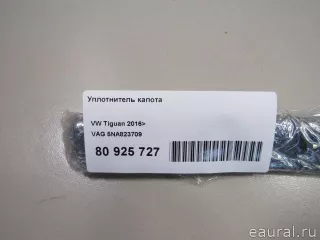 Уплотнитель капота
VW Tiguan 2016>
VAG 5NA823709
80 925 727
eaural.ru